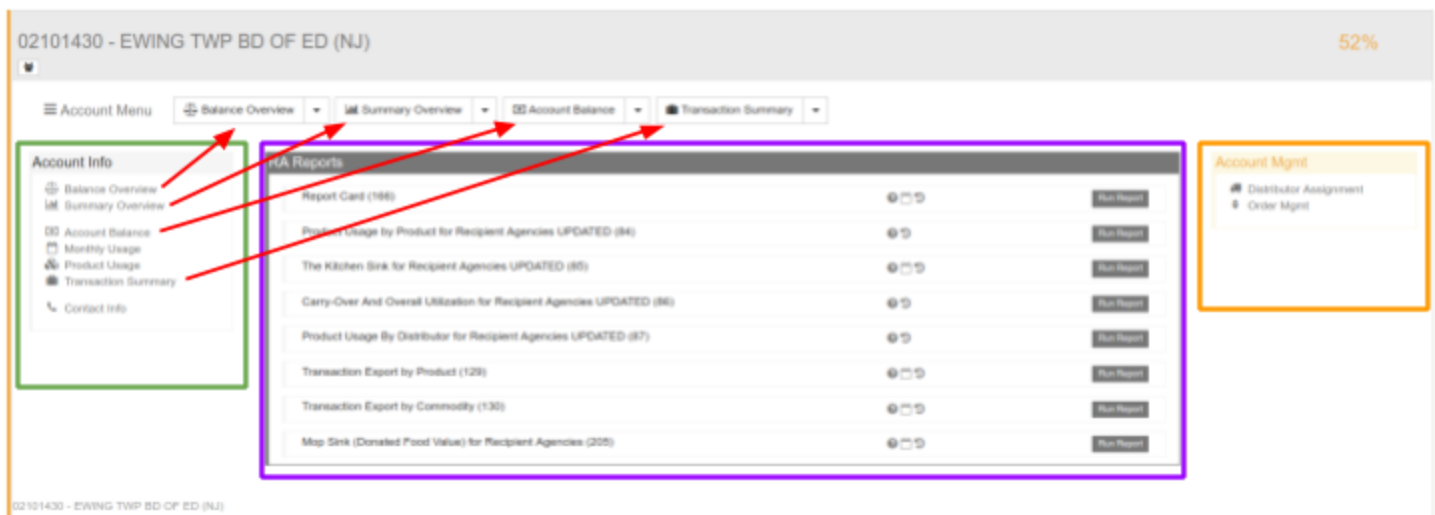 02101430 - EWING TWP BD OF ED (NJ)
52%
Account Menu Balance Overview Summary Overview Account Balance Transaction Summary
Account Info
Balance Overview
Summary Overview
Account Balance
Monthly Usage
Product Usage
Transaction Summary
Contact Info
RA Reports
Report Card (166) Run Report
Product Usage by Product for Recipient Agencies UPDATED (84) Run Report
The Kitchen Sink for Recipient Agencies UPDATED (85) Run Report
Carry-Over And Overall Utilization for Recipient Agencies UPDATED (86) Run Report
Product Usage By Distributor for Recipient Agencies UPDATED (87) Run Report
Transaction Export by Product (129) Run Report
Transaction Export by Commodity (130) Run Report
Mop Sink (Donated Food Value) for Recipient Agencies (205) Run Report
Account Mgmt
Distributor Assignment
Order Mgmt
02101430 - EWING TWP BD OF ED (NJ)